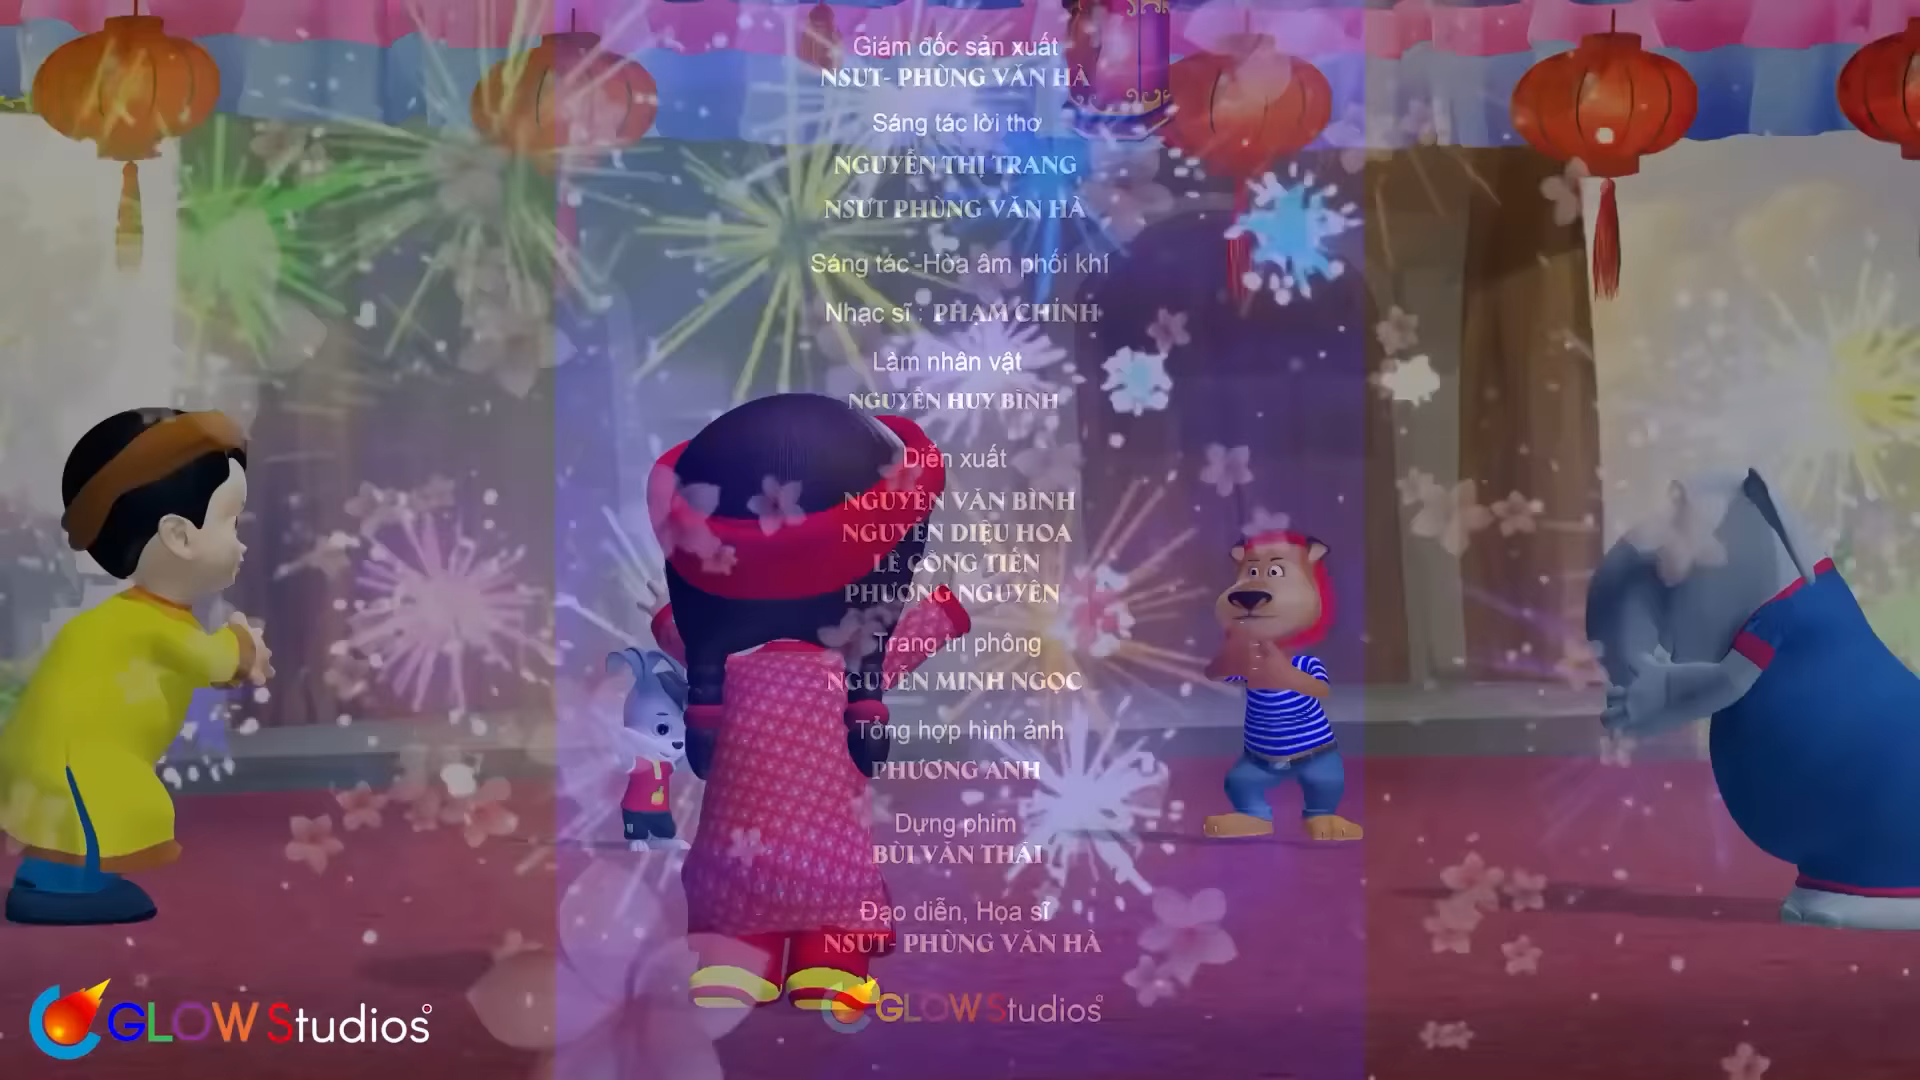 Giám đốc sản xuất
NSUT- PHÙNG VĂN HÀ
Sáng tác lời thơ
NGUYỄN THỊ TRANG
NSUT PHÙNG VĂN HÀ
Sáng tác -Hòa âm phối khí
Nhạc sĩ : PHẠM CHỈNH
Làm nhân vật
NGUYỄN HUY BÌNH
Diễn xuất
NGUYỄN VĂN BÌNH
NGUYỄN DIỆU HOA
LÊ CÔNG TIẾN
PHƯƠNG NGUYÊN
Trang trí phông
NGUYỄN MINH NGỌC
Tổng hợp hình ảnh
PHƯƠNG ANH
Dựng phim
BÙI VĂN THÁI
Đạo diễn, Họa sĩ
NSUT- PHÙNG VĂN HÀ
GLOW Studios
GLOW Studios